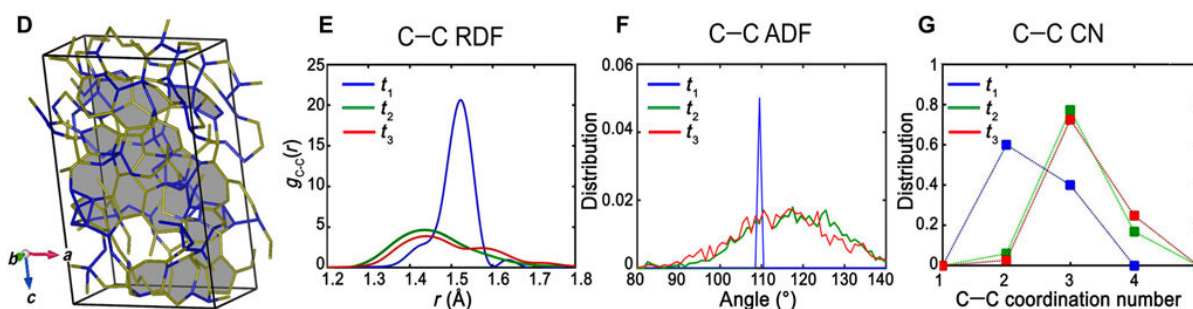 D
b
a
c
E
C–C RDF
25
20
15
10
5
0
g C-C(r)
t1
t2
t3
1.2 1.3 1.4 1.5 1.6 1.7 1.8
r (Å)
F
C–C ADF
0.06
0.04
0.02
0
Distribution
t1
t2
t3
80 90 100 110 120 130 140
Angle (°)
G
C–C CN
1
0.8
0.6
0.4
0.2
0
Distribution
t1
t2
t3
1 2 3 4
C–C coordination number